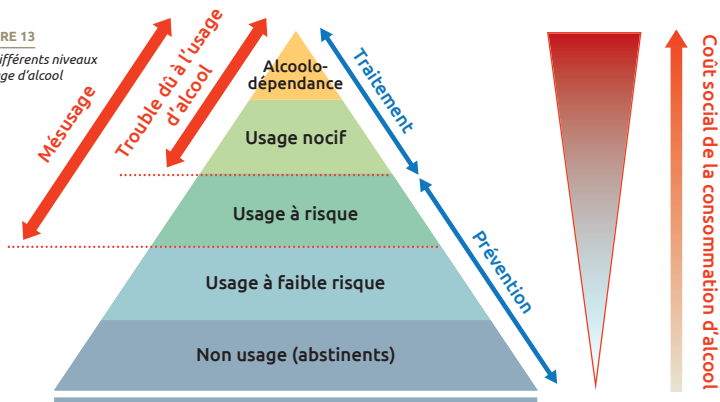 RE 13
ifférents niveaux
age d'alcool
Mésusage
Trouble dû à l'usage
d'alcool
Alcoolo-
dépendance
Usage nocif
Usage à risque
Usage à faible risque
Non usage (abstinents)
Traitement
Prévention
Coût social de la consommation d'alcool